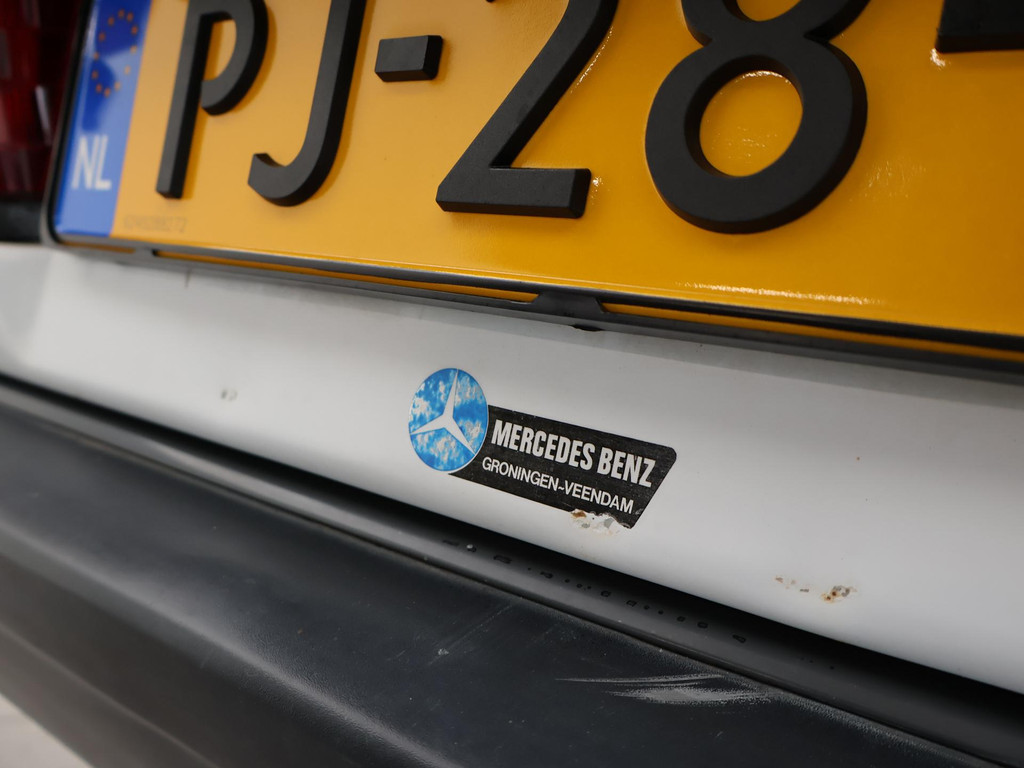 NL
PJ-28
MERCEDES BENZ
GRONINGEN-VEENDAM